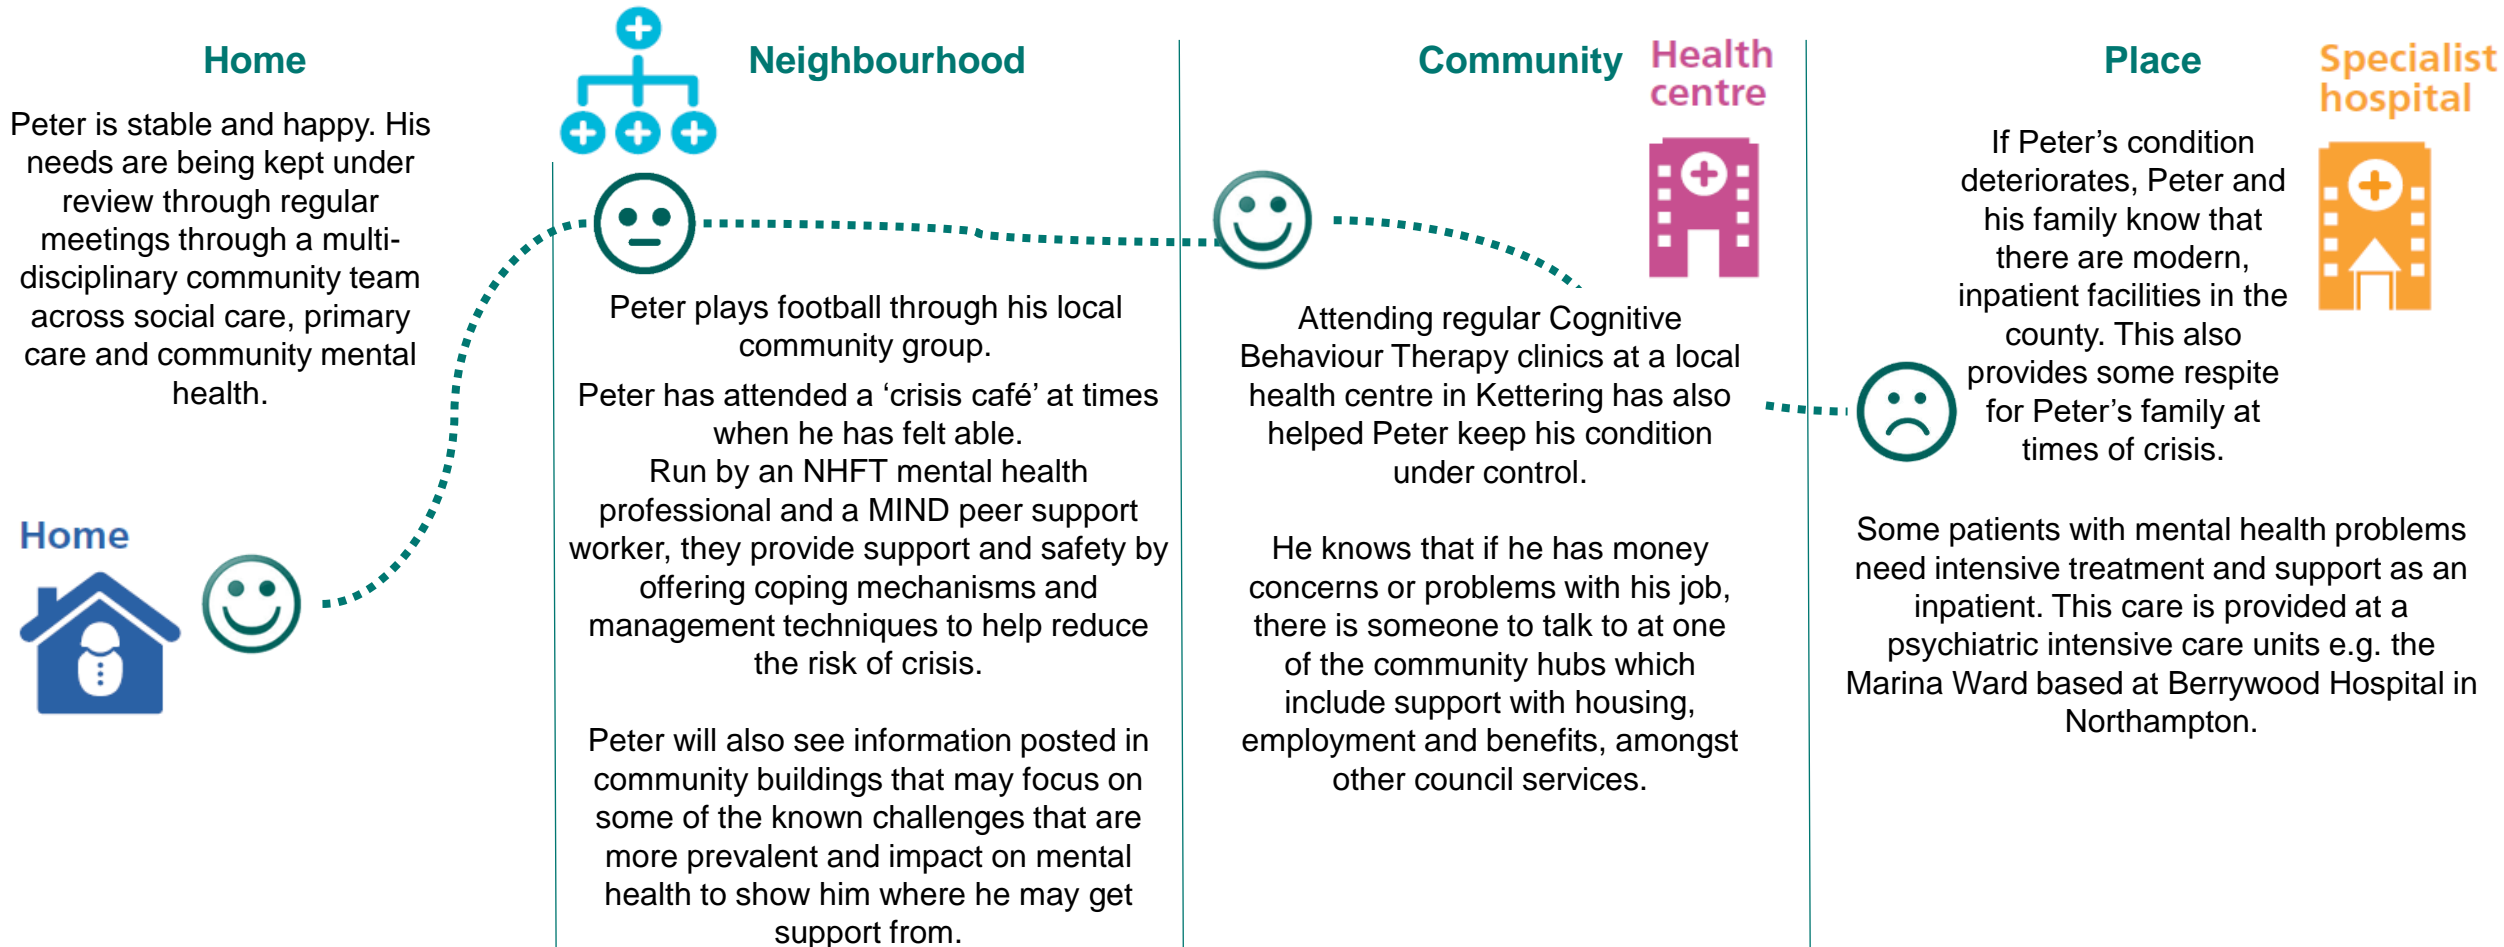 Home
Peter is stable and happy. His
needs are being kept under
review through regular
meetings through a multi-
disciplinary community team
across social care, primary
care and community mental
health.
Home
Neighbourhood
Peter plays football through his local
community group.
Peter has attended a ‘crisis café’ at times
when he has felt able.
Run by an NHFT mental health
professional and a MIND peer support
worker, they provide support and safety by
offering coping mechanisms and
management techniques to help reduce
the risk of crisis.
Peter will also see information posted in
community buildings that may focus on
some of the known challenges that are
more prevalent and impact on mental
health to show him where he may get
support from.
Community
Health
centre
Attending regular Cognitive
Behaviour Therapy clinics at a local
health centre in Kettering has also
helped Peter keep his condition
under control.
He knows that if he has money
concerns or problems with his job,
there is someone to talk to at one
of the community hubs which
include support with housing,
employment and benefits, amongst
other council services.
Place
Specialist
hospital
If Peter’s condition
deteriorates, Peter and
his family know that
there are modern,
inpatient facilities in the
county. This also
provides some respite
for Peter’s family at
times of crisis.
Some patients with mental health problems
need intensive treatment and support as an
inpatient. This care is provided at a
psychiatric intensive care units e.g. the
Marina Ward based at Berrywood Hospital in
Northampton.